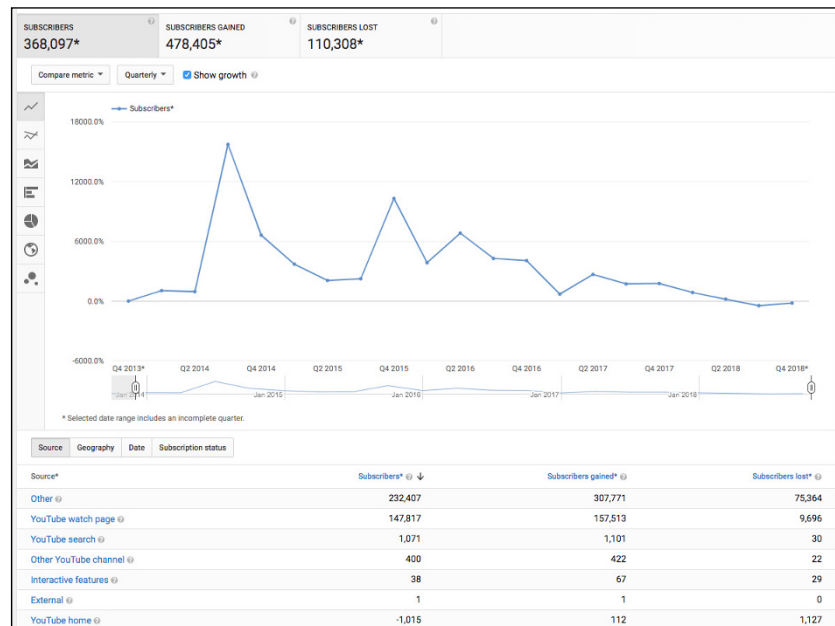 SUBSCRIBERS SUBSCRIBERS GAINED SUBSCRIBERS LOST
368,097* 478,405* 110,308*
Compare metric Quarterly Show growth
Subscribers*
18000.0%
12000.0%
6000.0%
0.0%
-6000.0%
Q4 2013* Q2 2014 Q4 2014 Q2 2015 Q4 2015 Q2 2016 Q4 2016 Q2 2017 Q4 2017 Q2 2018 Q4 2018*
Jan 2014 Jan 2015 Jan 2016 Jan 2017 Jan 2018
* Selected date range includes an incomplete quarter.
Source Geography Date Subscription status
Source* Subscribers* Subscribers gained* Subscribers lost*
Other 232,407 307,771 75,364
YouTube watch page 147,817 157,513 9,696
YouTube search 1,071 1,101 30
Other YouTube channel 400 422 22
Interactive features 38 67 29
External 1 1 0
YouTube home -1,015 112 1,127